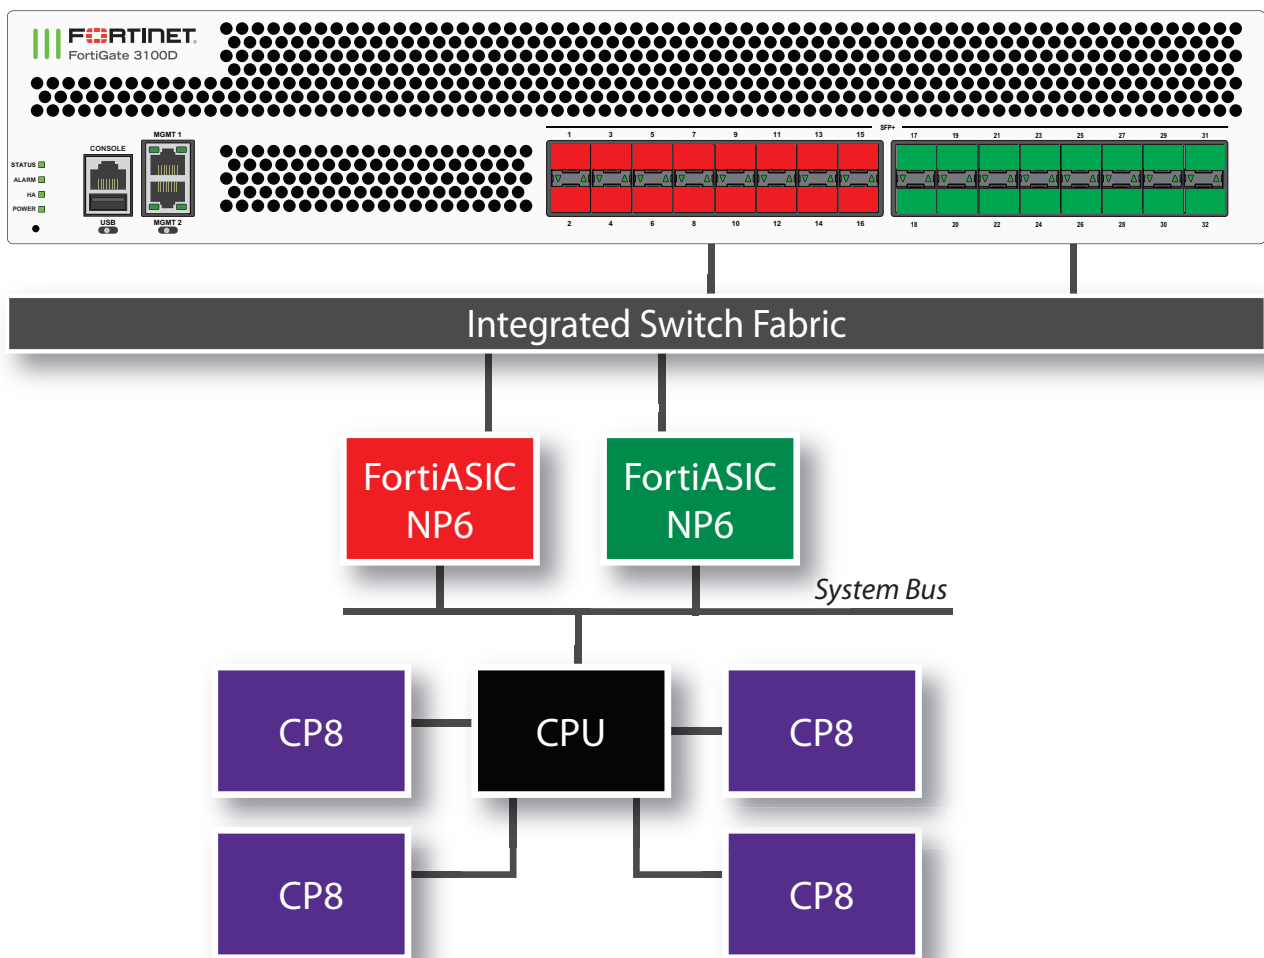 FORTINET
FortiGate 3100D
MGMT 1
CONSOLE
STATUS
ALARM
HA
POWER
USB
MGMT 2
1 3 5 7 9 11 13 15 SFP+ 17 19 21 23 25 27 29 31
2 4 6 8 10 12 14 16 18 20 22 24 26 28 30 32
Integrated Switch Fabric
FortiASIC
NP6
FortiASIC
NP6
System Bus
CP8
CPU
CP8
CP8
CP8